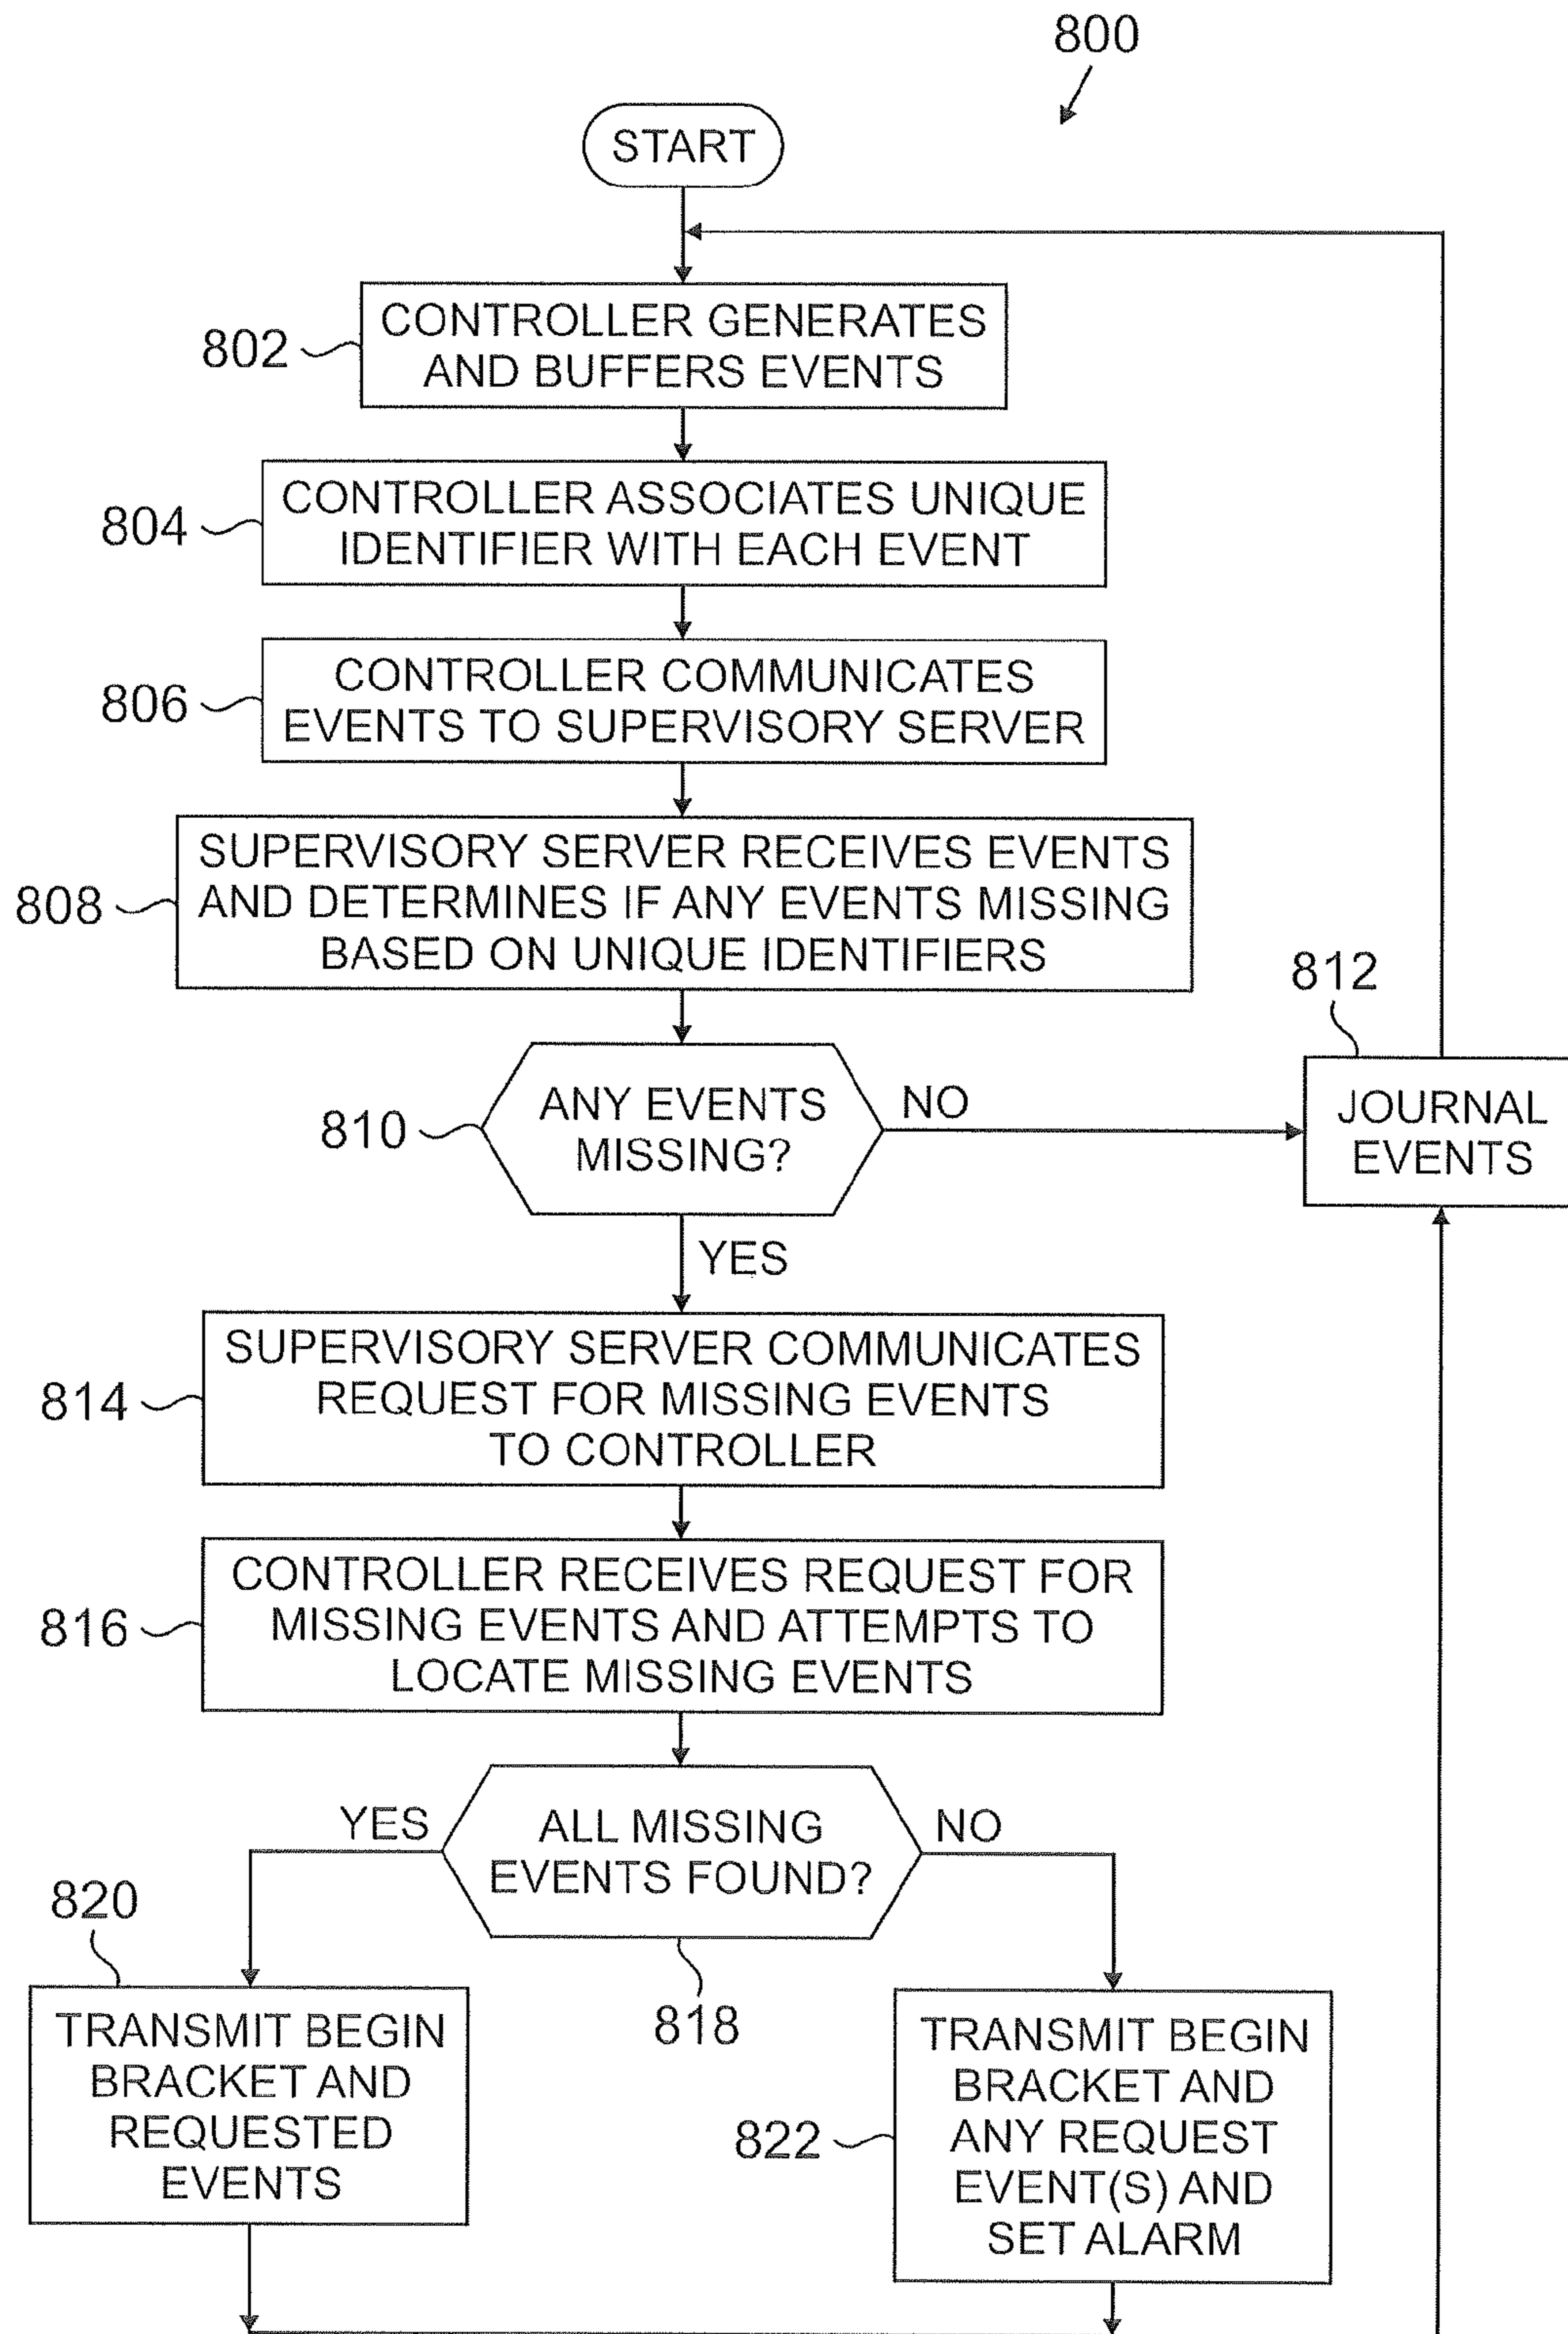 800
START
802
CONTROLLER GENERATES
AND BUFFERS EVENTS
804
CONTROLLER ASSOCIATES UNIQUE
IDENTIFIER WITH EACH EVENT
806
CONTROLLER COMMUNICATES
EVENTS TO SUPERVISORY SERVER
808
SUPERVISORY SERVER RECEIVES EVENTS
AND DETERMINES IF ANY EVENTS MISSING
BASED ON UNIQUE IDENTIFIERS
810
ANY EVENTS
MISSING?
NO
812
JOURNAL
EVENTS
YES
814
SUPERVISORY SERVER COMMUNICATES
REQUEST FOR MISSING EVENTS
TO CONTROLLER
816
CONTROLLER RECEIVES REQUEST FOR
MISSING EVENTS AND ATTEMPTS TO
LOCATE MISSING EVENTS
YES
ALL MISSING
EVENTS FOUND?
NO
818
820
TRANSMIT BEGIN
BRACKET AND
REQUESTED
EVENTS
822
TRANSMIT BEGIN
BRACKET AND
ANY REQUEST
EVENT(S) AND
SET ALARM